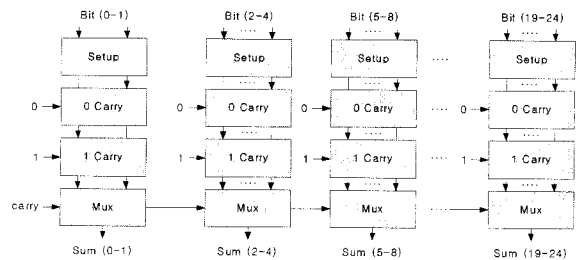 Bit (0-1) Bit (2-4) Bit (5-8) Bit (19-24)
Setup Setup Setup Setup
0 0 Carry 0 0 Carry 0 0 Carry 0 0 Carry
1 1 Carry 1 1 Carry 1 1 Carry 1 1 Carry
carry Mux Mux Mux Mux
Sum (0-1) Sum (2-4) Sum (5-8) Sum (19-24)